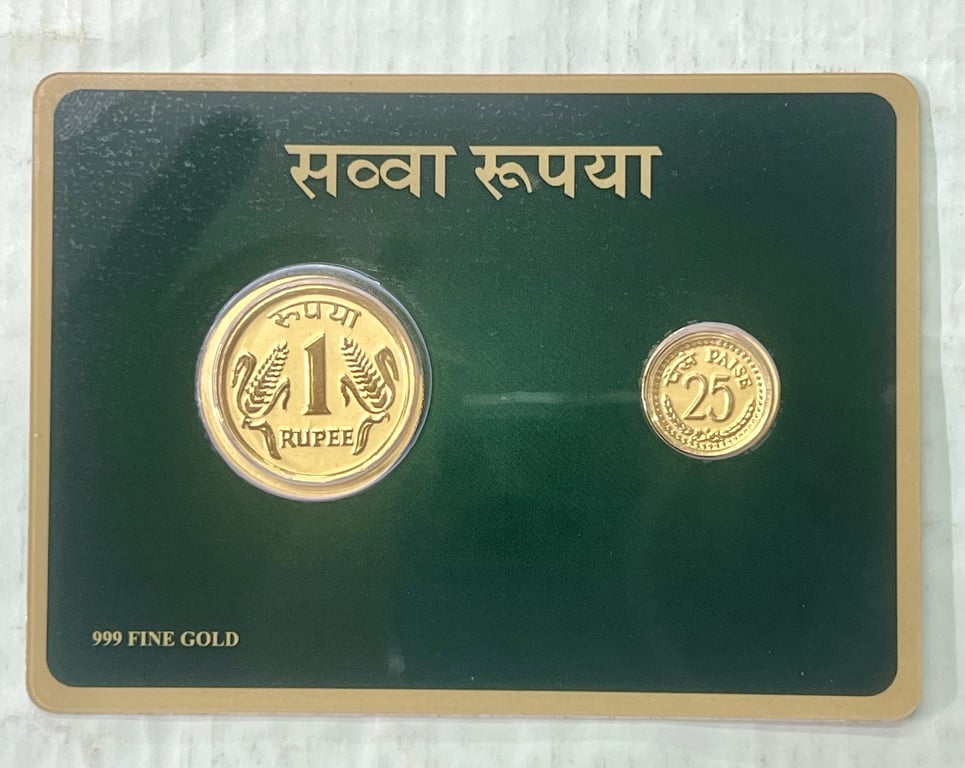 सव्वा रूपया
रूपया
1
RUPEE
पैसे PAISE
25
999 FINE GOLD